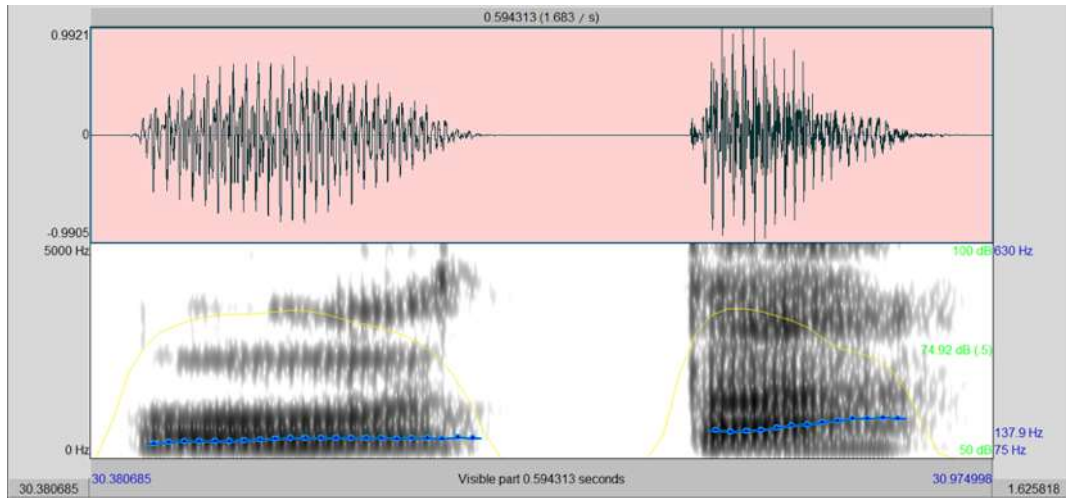 0.594313 (1.683 / s)
0.9921
0
-0.9905
5000 Hz
100 dB
630 Hz
74.92 dB (.5)
137.9 Hz
0 Hz
50 dB
75 Hz
30.380685
Visible part 0.594313 seconds
30.974998
30.380685
1.625818